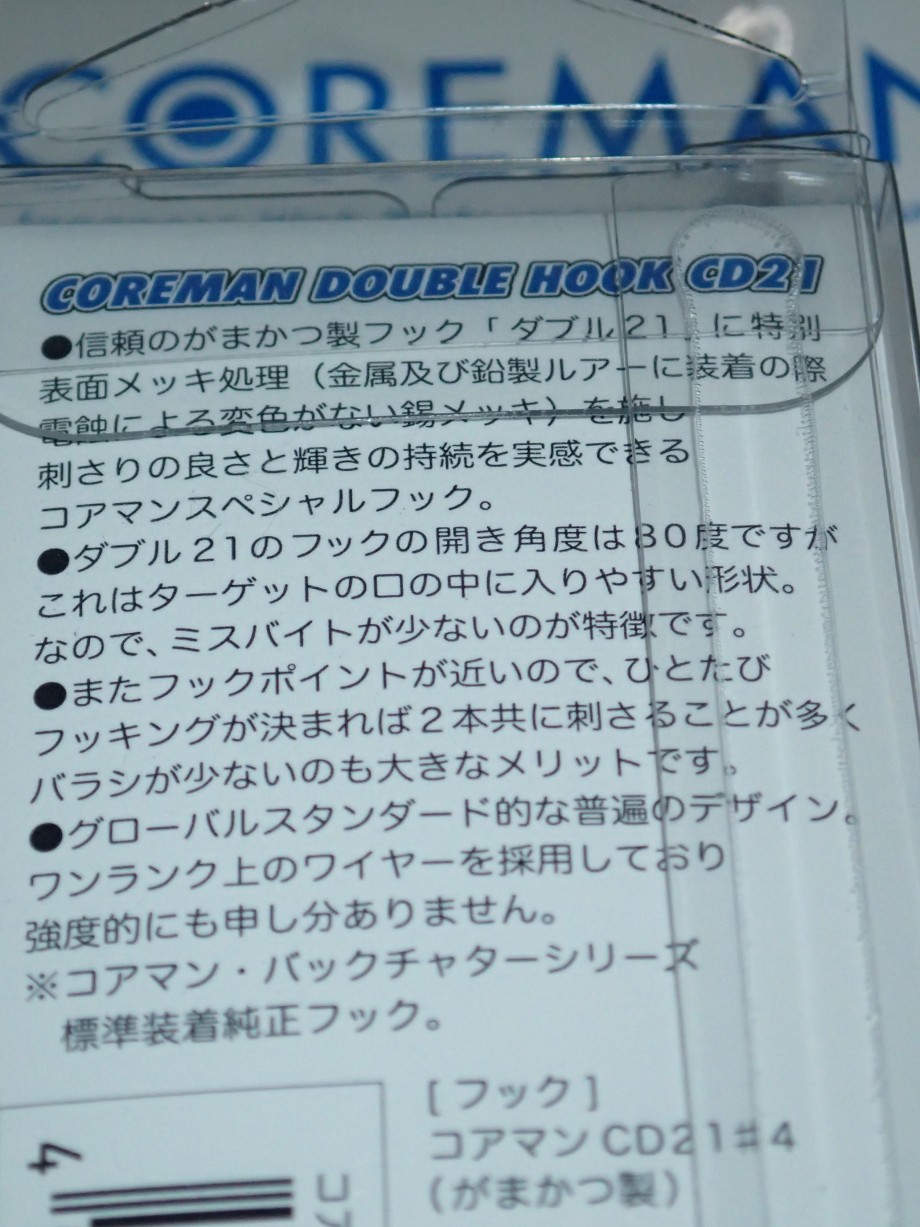 COREMAN
COREMAN DOUBLE HOOK CD21
●信頼のがまかつ製フック「ダブル21」に特別
表面メッキ処理（金属及び鉛製ルアーに装着の際
電蝕による変色がない錫メッキ）を施し
刺さりの良さと輝きの持続を実感できる
コアマンスペシャルフック。
●ダブル21のフックの開き角度は80度ですが
これはターゲットの口の中に入りやすい形状。
なので、ミスバイトが少ないのが特徴です。
●またフックポイントが近いので、ひとたび
フッキングが決まれば2本共に刺さることが多く
バラシが少ないのも大きなメリットです。
●グローバルスタンダード的な普遍のデザイン。
ワンランク上のワイヤーを採用しており
強度的にも申し分ありません。
※コアマン・バックチャターシリーズ
標準装着純正フック。
[フック]
コアマンCD21#4
（がまかつ製）
4
コア